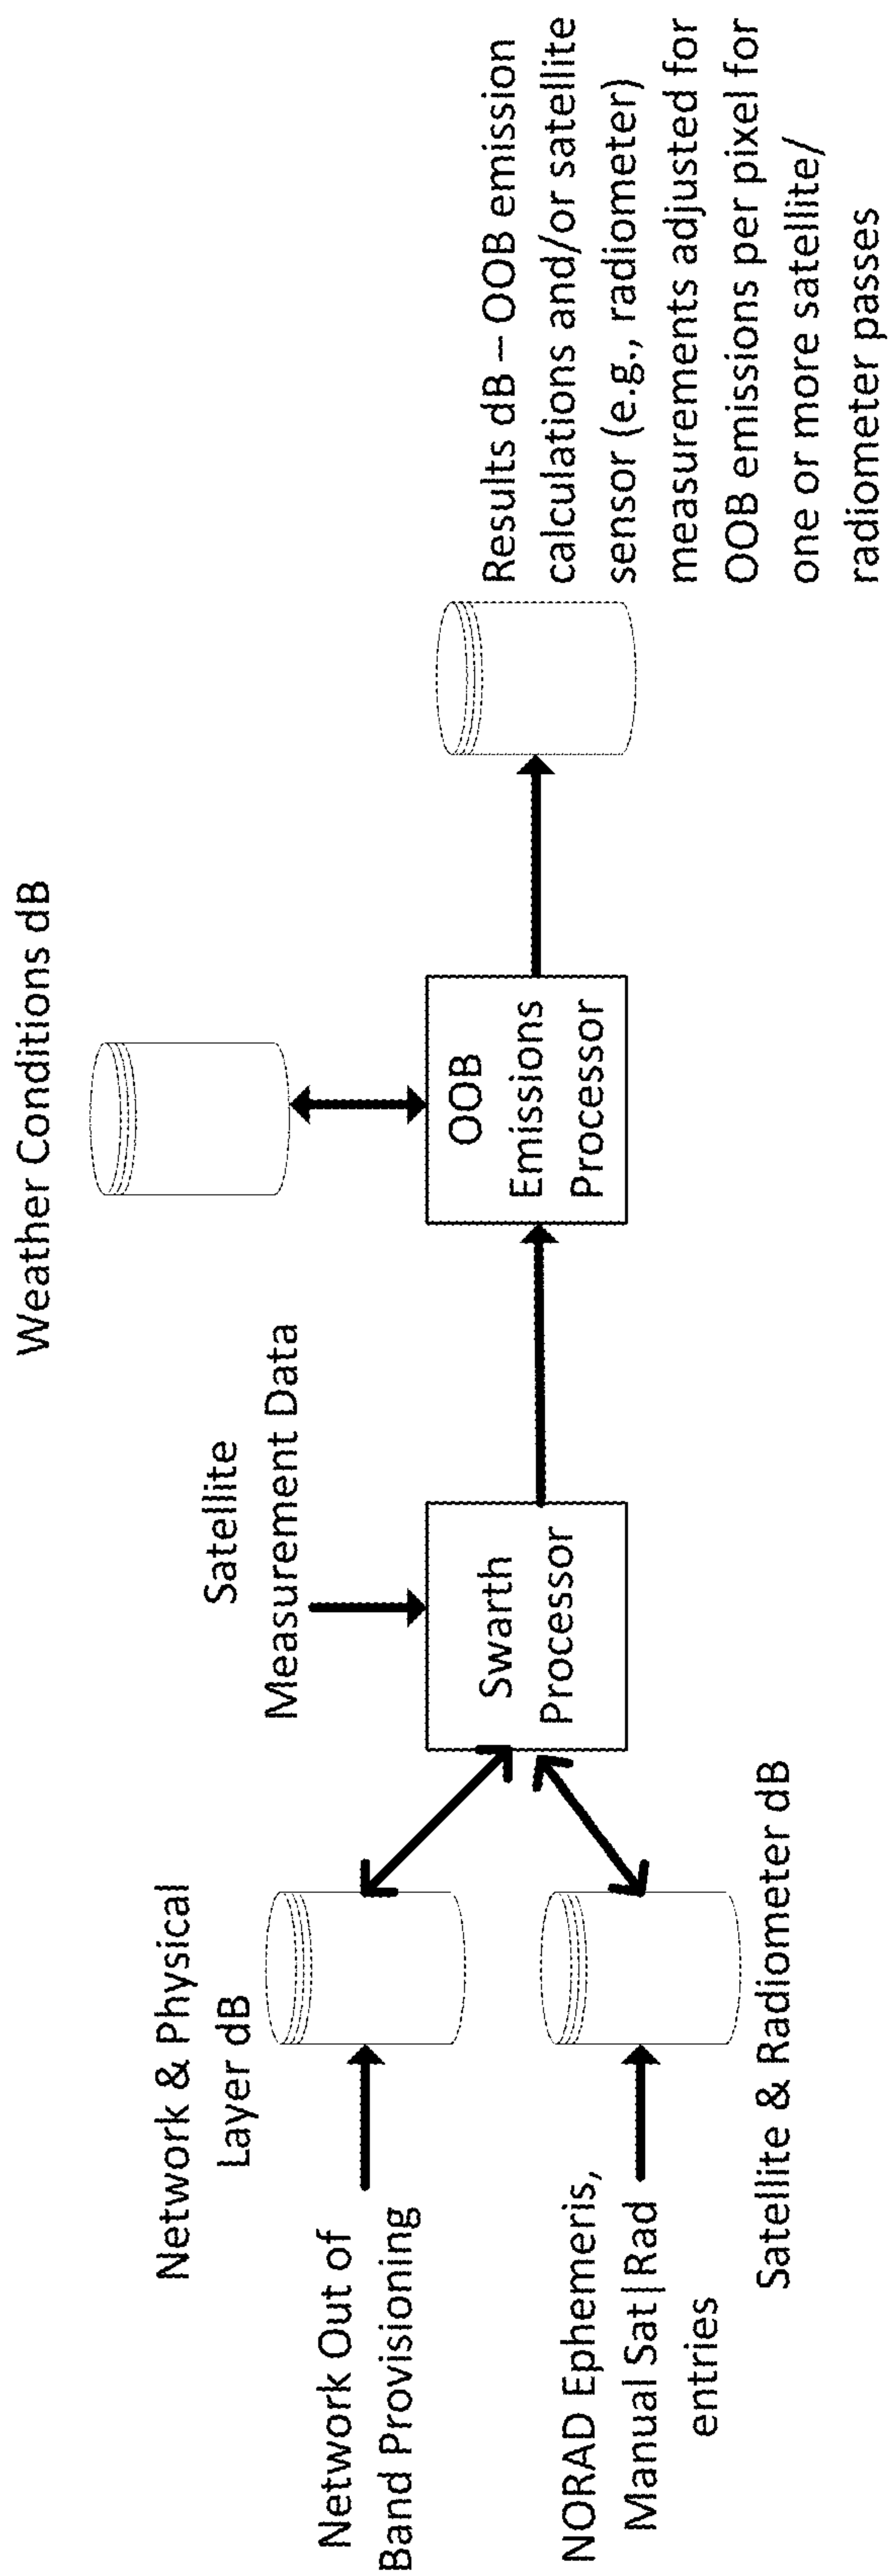 Network Out of
Band Provisioning
NORAD Ephemeris,
Manual Sat|Rad
entries
Network & Physical
Layer dB
Satellite & Radiometer dB
Satellite
Measurement Data
Swarth
Processor
Weather Conditions dB
OOB
Emissions
Processor
Results dB – OOB emission
calculations and/or satellite
sensor (e.g., radiometer)
measurements adjusted for
OOB emissions per pixel for
one or more satellite/
radiometer passes